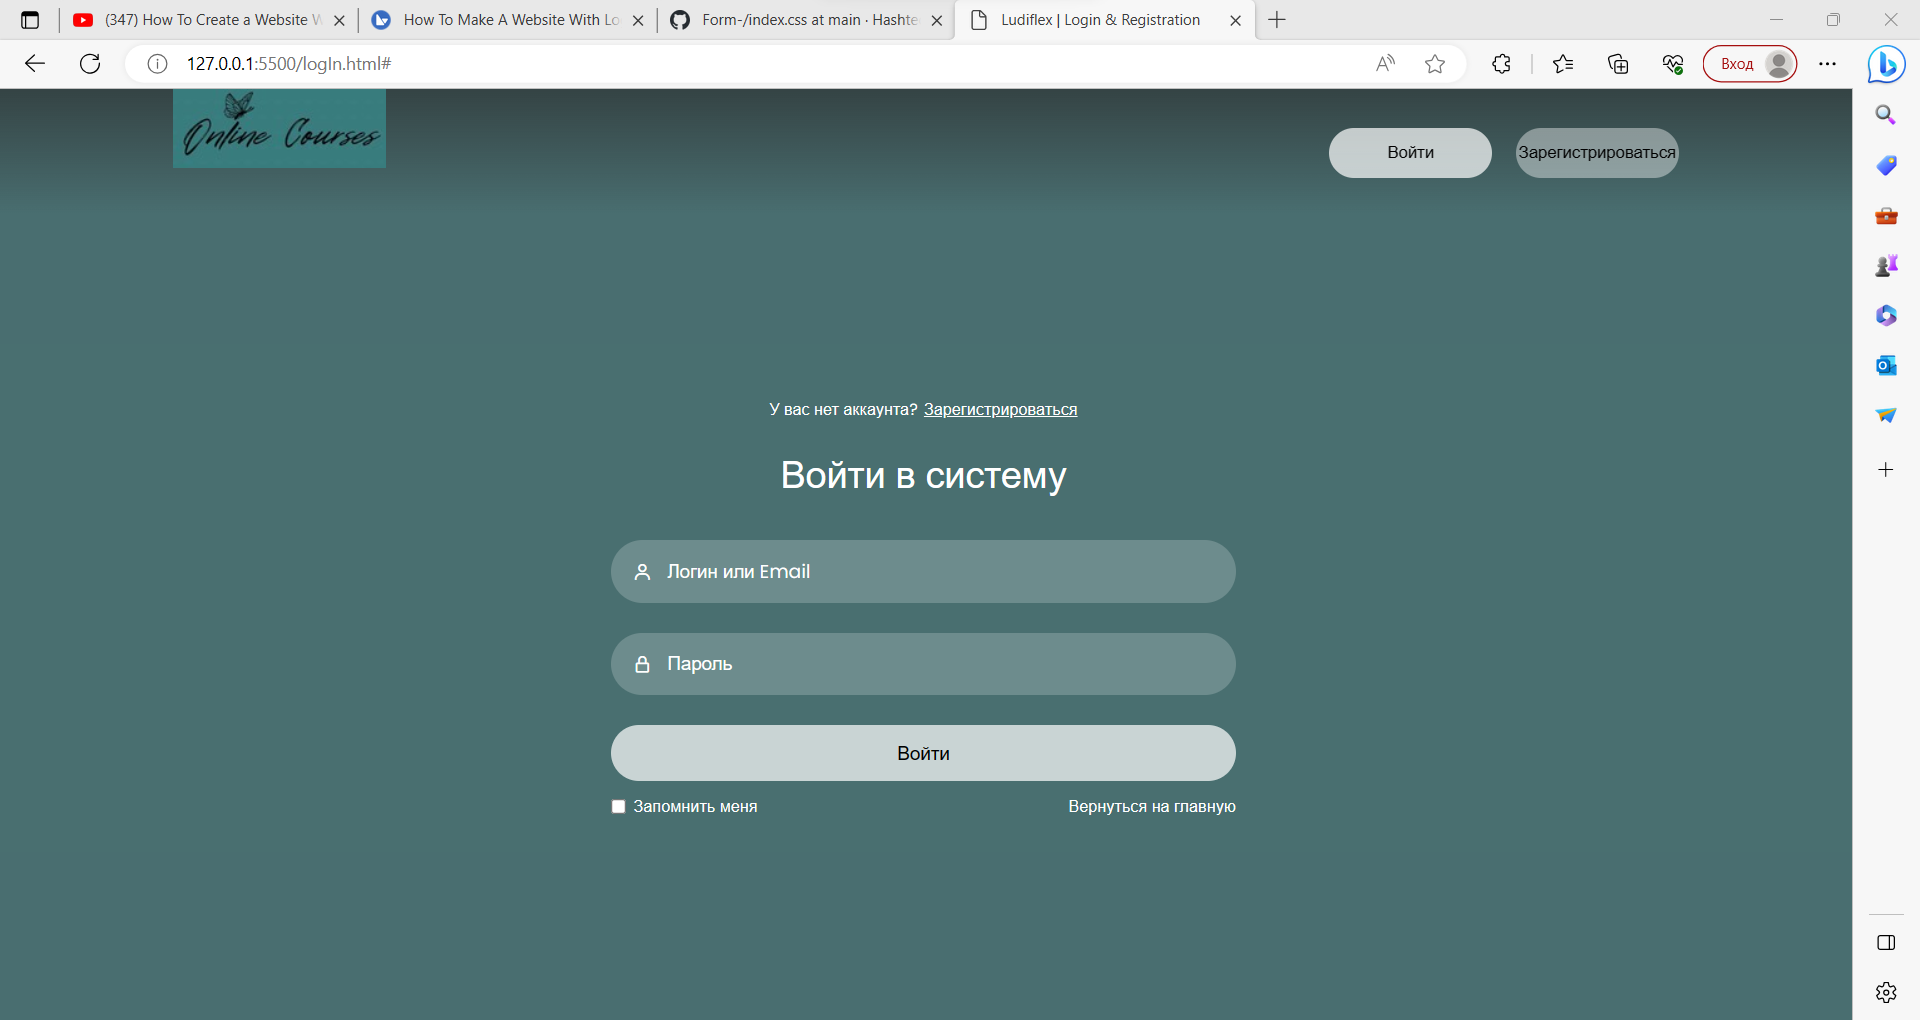 (347) How To Create a Website W
How To Make A Website With Lo
Form-/index.css at main · Hashte
Ludiflex | Login & Registration
127.0.0.1:5500/logIn.html#
Вход
Online Courses
Войти
Зарегистрироваться
У вас нет аккаунта? Зарегистрироваться
Войти в систему
Логин или Email
Пароль
Войти
Запомнить меня
Вернуться на главную